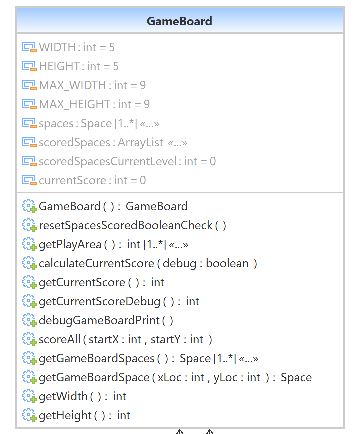 GameBoard
WIDTH : int = 5
HEIGHT : int = 5
MAX_WIDTH : int = 9
MAX_HEIGHT : int = 9
spaces : Space [1..*] «...»
scoredSpaces : ArrayList «...»
scoredSpacesCurrentLevel : int = 0
currentScore : int = 0
GameBoard ( ) : GameBoard
resetSpacesScoredBooleanCheck ( )
getPlayArea ( ) : int [1..*] «...»
calculateCurrentScore ( debug : boolean )
getCurrentScore ( ) : int
getCurrentScoreDebug ( ) : int
debugGameBoardPrint ( )
scoreAll ( startX : int , startY : int )
getGameBoardSpaces ( ) : Space [1..*] «...»
getGameBoardSpace ( xLoc : int , yLoc : int ) : Space
getWidth ( ) : int
getHeight ( ) : int